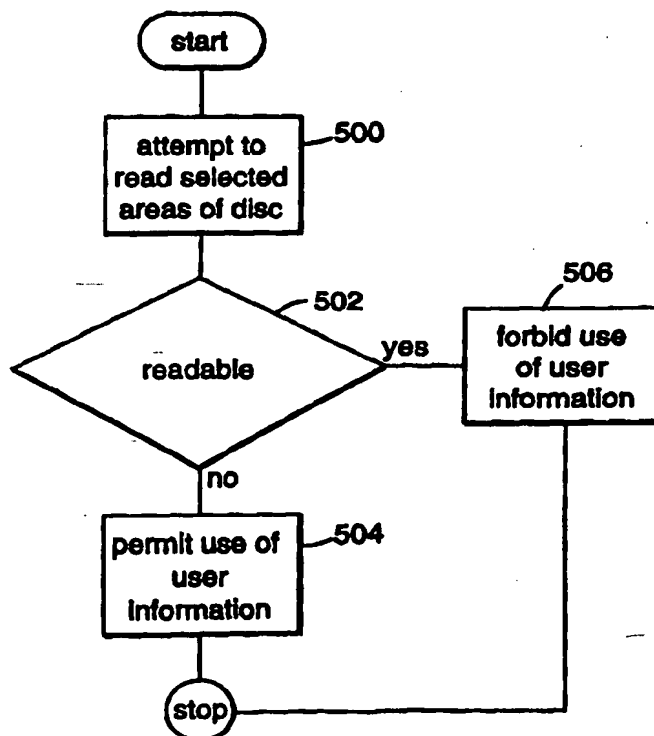 start
500
attempt to
read selected
areas of disc
502
readable
yes
506
forbid use
of user
information
no
504
permit use of
user
information
stop